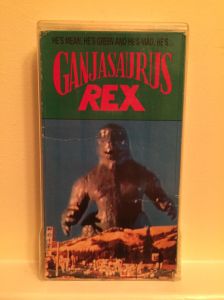 HE'S MEAN, HE'S GREEN AND HE'S MAD, HE'S...
GANJASAURUS
REX